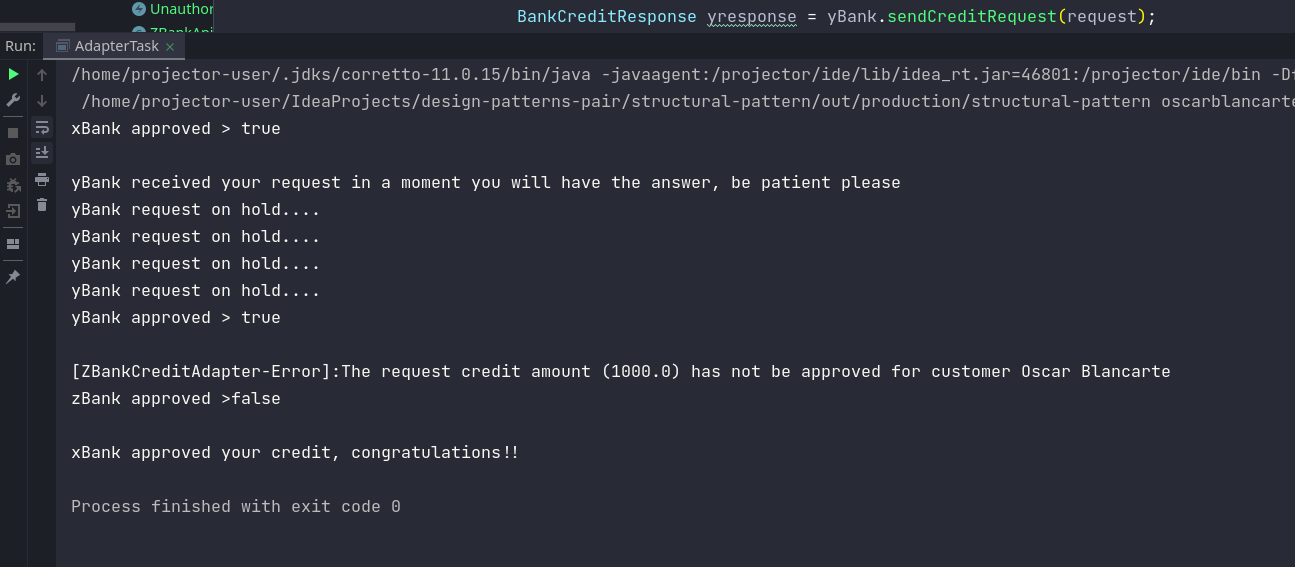 Unauthor
BankCreditResponse yresponse = yBank.sendCreditRequest(request);
ZBankApi
Run: AdapterTask ×
/home/projector-user/.jdks/corretto-11.0.15/bin/java -javaagent:/projector/ide/lib/idea_rt.jar=46801:/projector/ide/bin -Df
/home/projector-user/IdeaProjects/design-patterns-pair/structural-pattern/out/production/structural-pattern oscarblancarte
xBank approved > true
yBank received your request in a moment you will have the answer, be patient please
yBank request on hold....
yBank request on hold....
yBank request on hold....
yBank request on hold....
yBank approved > true
[ZBankCreditAdapter-Error]:The request credit amount (1000.0) has not be approved for customer Oscar Blancarte
zBank approved >false
xBank approved your credit, congratulations!!
Process finished with exit code 0